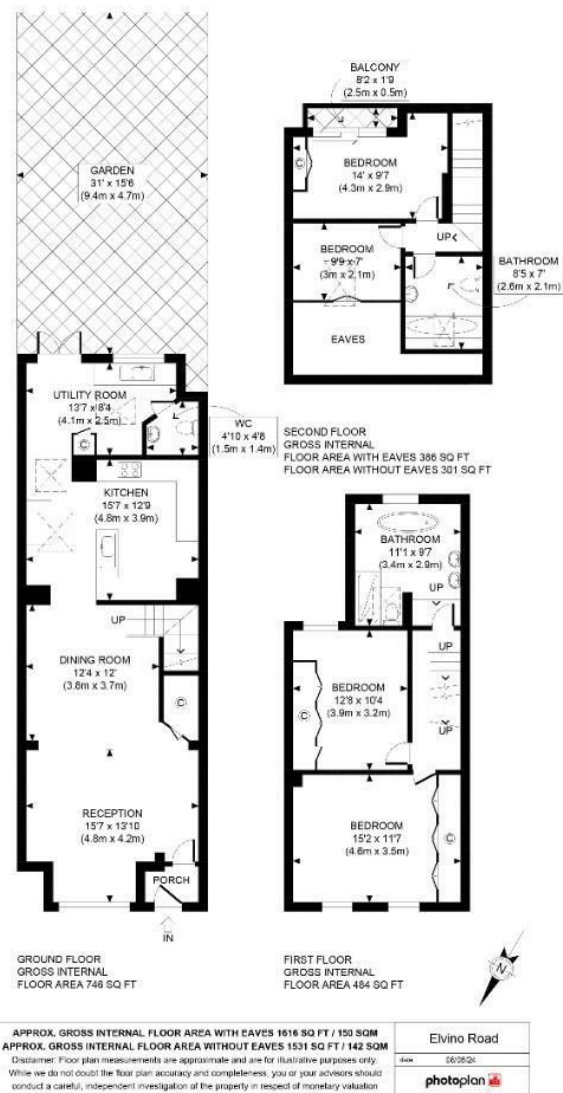 GARDEN
31' x 15'6
(9.4m x 4.7m)
UTILITY ROOM
13'7 x 8'4
(4.1m x 2.5m)
C
WC
4'10 x 4'8
(1.5m x 1.4m)
KITCHEN
15'7 x 12'9
(4.8m x 3.9m)
UP
DINING ROOM
12'4 x 12'
(3.8m x 3.7m)
C
RECEPTION
15'7 x 13'10
(4.8m x 4.2m)
PORCH
IN
GROUND FLOOR
GROSS INTERNAL
FLOOR AREA 746 SQ FT
BALCONY
8'2 x 1'9
(2.5m x 0.5m)
C
BEDROOM
14' x 9'7
(4.3m x 2.9m)
UP
BEDROOM
9'9 x 7'
(3m x 2.1m)
BATHROOM
8'5 x 7'
(2.6m x 2.1m)
EAVES
SECOND FLOOR
GROSS INTERNAL
FLOOR AREA WITH EAVES 386 SQ FT
FLOOR AREA WITHOUT EAVES 301 SQ FT
BATHROOM
11'1 x 9'7
(3.4m x 2.9m)
UP
UP
BEDROOM
12'8 x 10'4
(3.9m x 3.2m)
C
UP
BEDROOM
15'2 x 11'7
(4.6m x 3.5m)
C
FIRST FLOOR
GROSS INTERNAL
FLOOR AREA 484 SQ FT
N
APPROX. GROSS INTERNAL FLOOR AREA WITH EAVES 1616 SQ FT / 150 SQM
APPROX. GROSS INTERNAL FLOOR AREA WITHOUT EAVES 1531 SQ FT / 142 SQM
Disclaimer: Floor plan measurements are approximate and are for illustrative purposes only.
While we do not doubt the floor plan accuracy and completeness, you or your advisors should
conduct a careful, independent investigation of the property in respect of monetary valuation
Elvino Road
date
photoplan